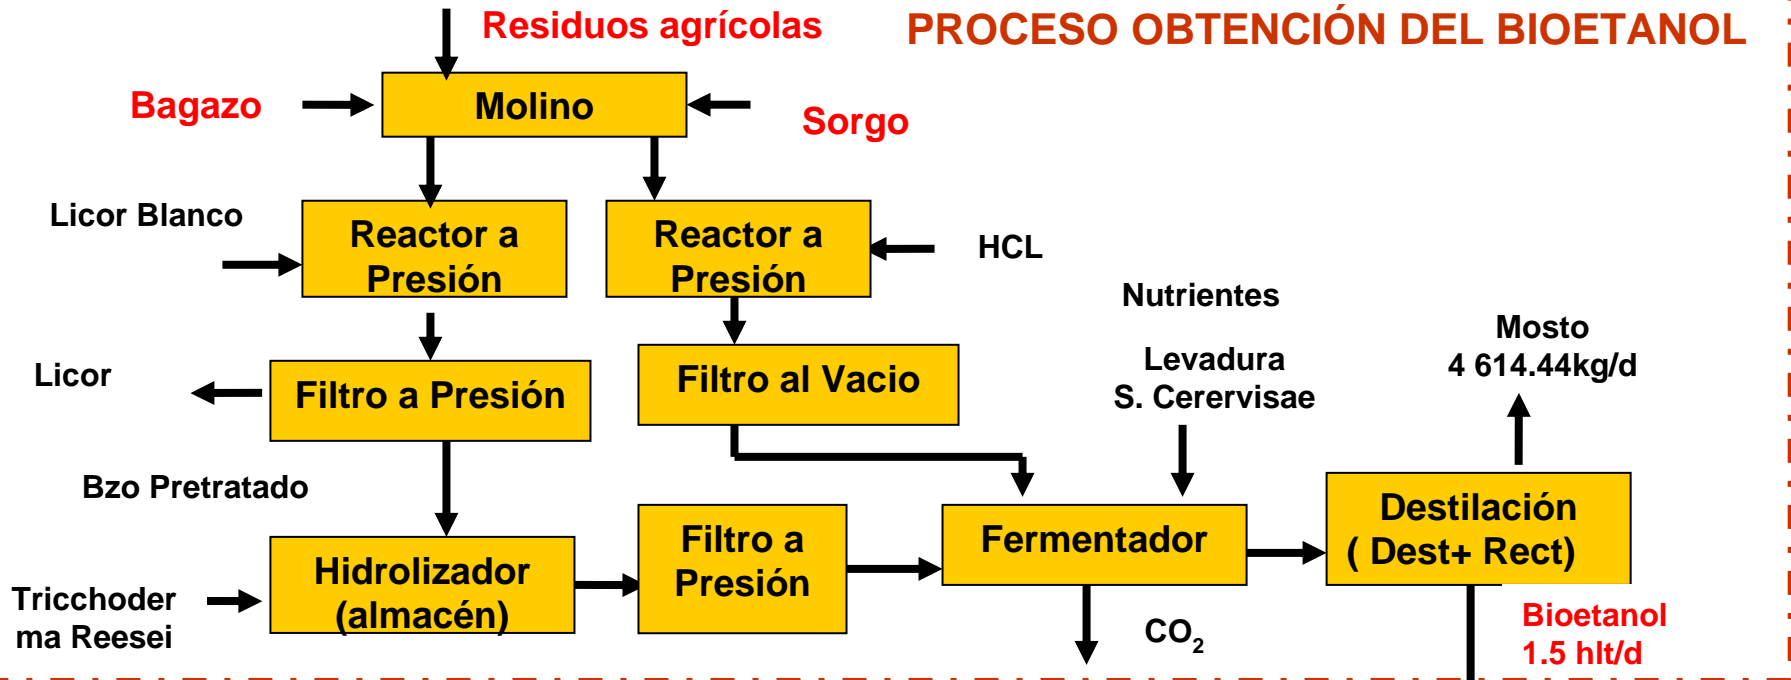 Residuos agrícolas
PROCESO OBTENCIÓN DEL BIOETANOL
Bagazo
Molino
Sorgo
Licor Blanco
Reactor a
Presión
Reactor a
Presión
HCL
Nutrientes
Levadura
S. Cerervisae
Mosto
4 614.44kg/d
Licor
Filtro a Presión
Filtro al Vacio
Bzo Pretratado
Hidrolizador
(almacén)
Filtro a
Presión
Fermentador
Destilación
( Dest+ Rect)
Tricchoder
ma Reesei
CO₂
Bioetanol
1.5 hlt/d